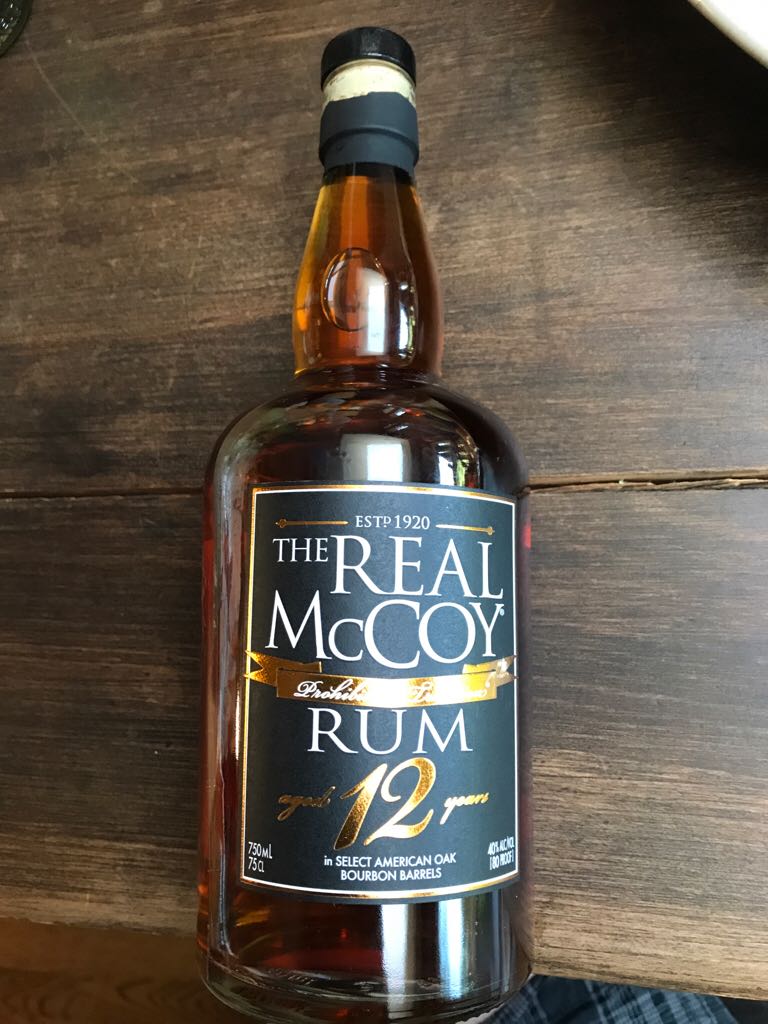 ESTD 1920
THE REAL
McCOY®
RUM
aged 12 years
750ML
75CL
in SELECT AMERICAN OAK
BOURBON BARRELS
40% ALC/VOL
[80 PROOF]